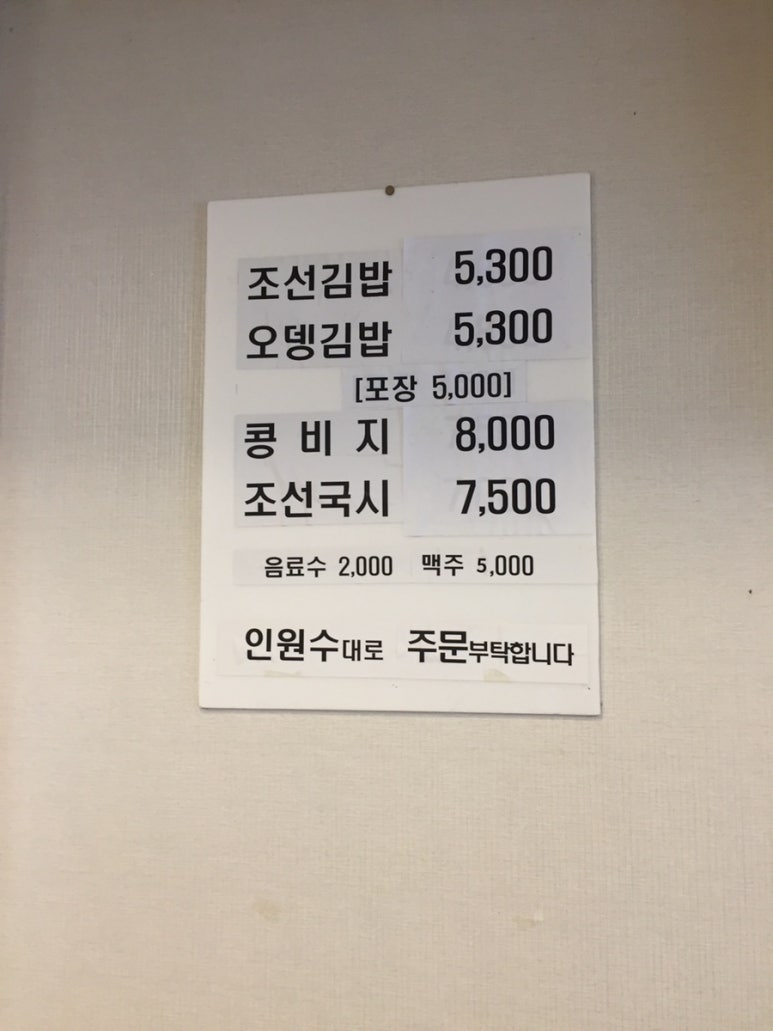 조선김밥 5,300
오뎅김밥 5,300
[포장 5,000]
콩 비 지 8,000
조선국시 7,500
음료수 2,000 맥주 5,000
인원수대로 주문부탁합니다